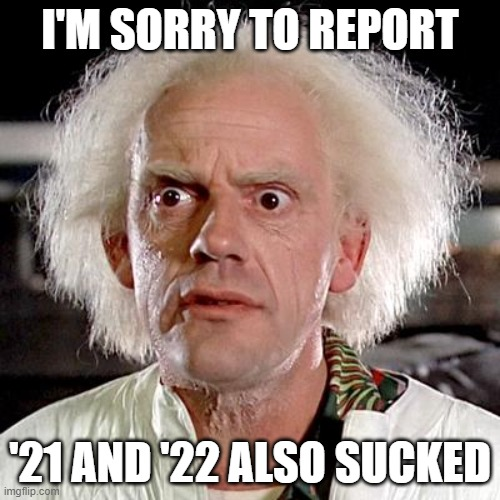 I'M SORRY TO REPORT
'21 AND '22 ALSO SUCKED
imgflip.com